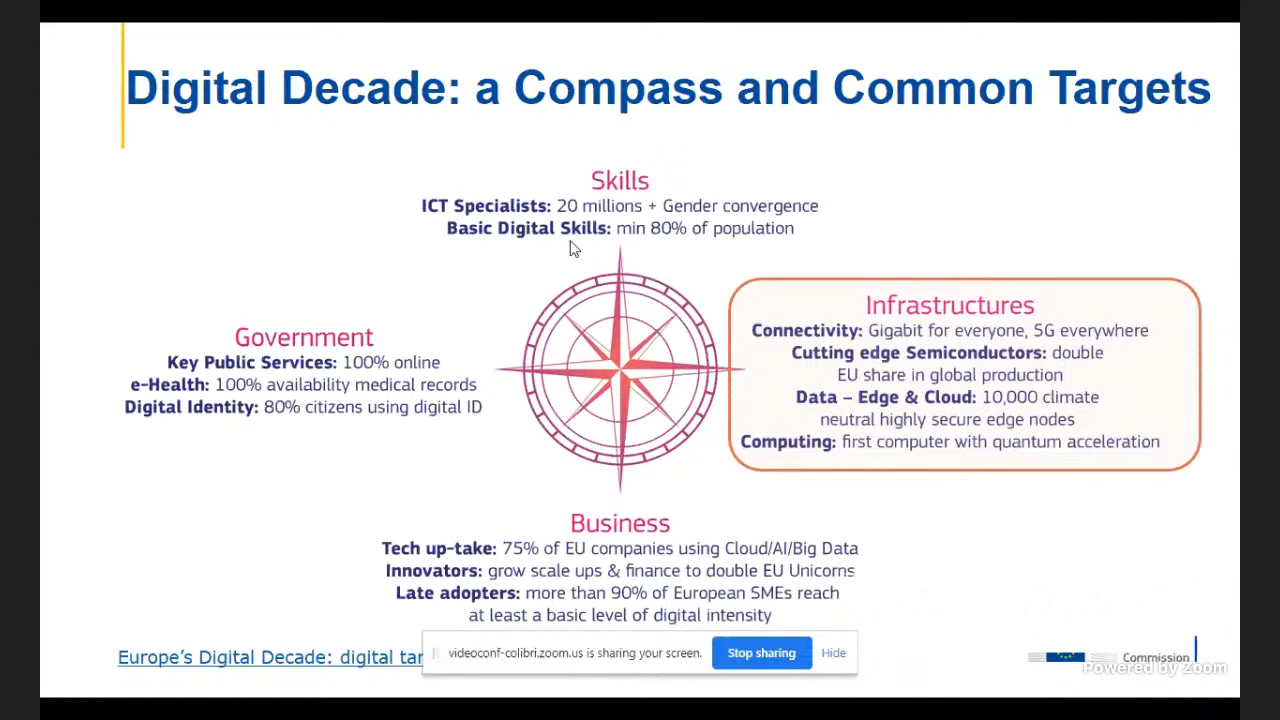 Digital Decade: a Compass and Common Targets
Skills
ICT Specialists: 20 millions + Gender convergence
Basic Digital Skills: min 80% of population
Government
Key Public Services: 100% online
e-Health: 100% availability medical records
Digital Identity: 80% citizens using digital ID
Infrastructures
Connectivity: Gigabit for everyone, 5G everywhere
Cutting edge Semiconductors: double
EU share in global production
Data – Edge & Cloud: 10,000 climate
neutral highly secure edge nodes
Computing: first computer with quantum acceleration
Business
Tech up-take: 75% of EU companies using Cloud/AI/Big Data
Innovators: grow scale ups & finance to double EU Unicorns
Late adopters: more than 90% of European SMEs reach
at least a basic level of digital intensity
Europe's Digital Decade: digital tar
videoconf-colibri.zoom.us is sharing your screen.
Stop sharing
Hide
Commission
Powered by Zoom